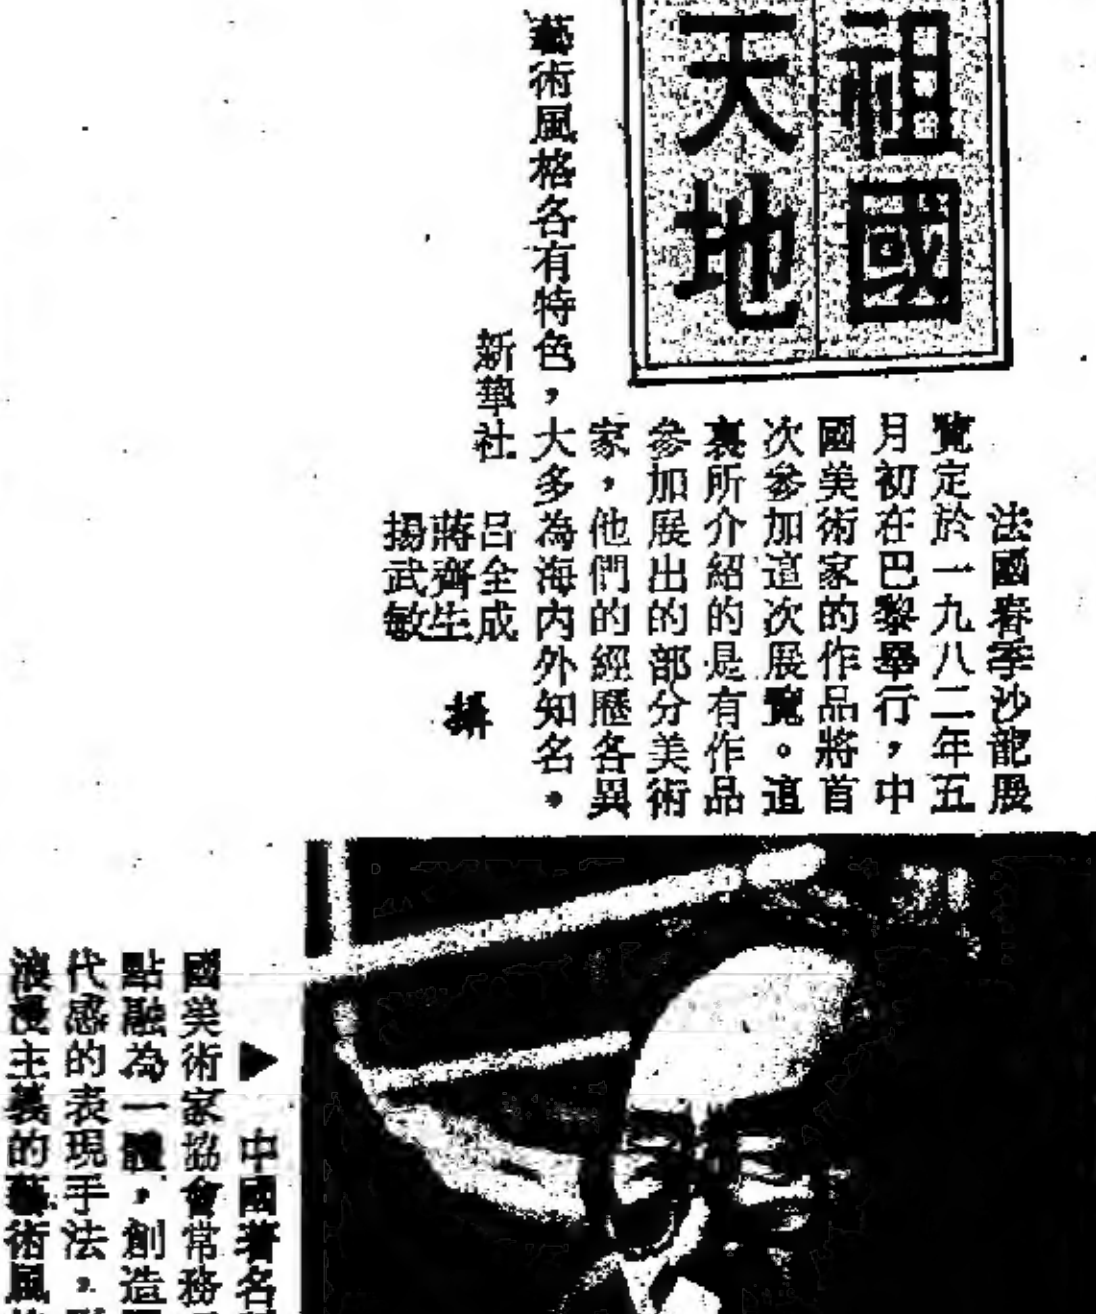 祖國
天地
法國春季沙龍展
覽定於一九八二年五
月初在巴黎舉行，中
國美術家的作品將首
次參加這次展覽。這
裏所介紹的是有作品
參加展出的部分美術
家，他們的經歷各異
藝術風格各有特色，大多為海內外知名。
新華社 呂全成
蔣齊生
揚武敏
攝
▶ 中國著名
國美術家協會常務
點融為一體，創造
代感的表現手法，
浪漫主義的藝術風